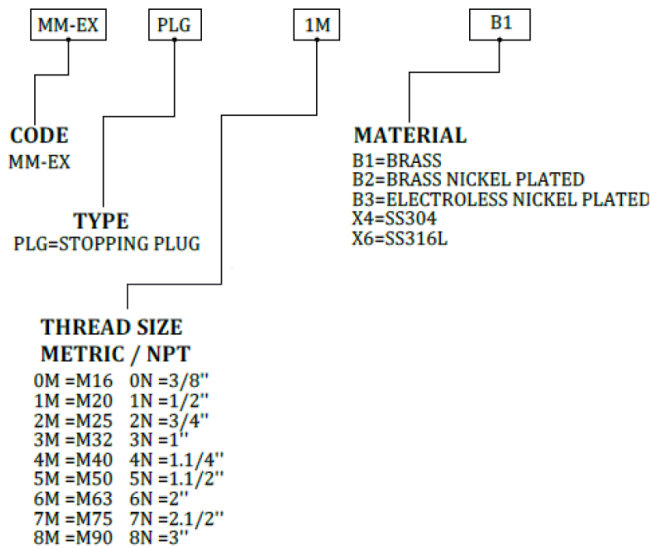 MM-EX PLG 1M B1
CODE
MM-EX
MATERIAL
B1=BRASS
B2=BRASS NICKEL PLATED
B3=ELECTROLESS NICKEL PLATED
X4=SS304
X6=SS316L
TYPE
PLG=STOPPING PLUG
THREAD SIZE
METRIC / NPT
0M =M16 0N =3/8"
1M =M20 1N =1/2"
2M =M25 2N =3/4"
3M =M32 3N =1"
4M =M40 4N =1.1/4"
5M =M50 5N =1.1/2"
6M =M63 6N =2"
7M =M75 7N =2.1/2"
8M =M90 8N =3"